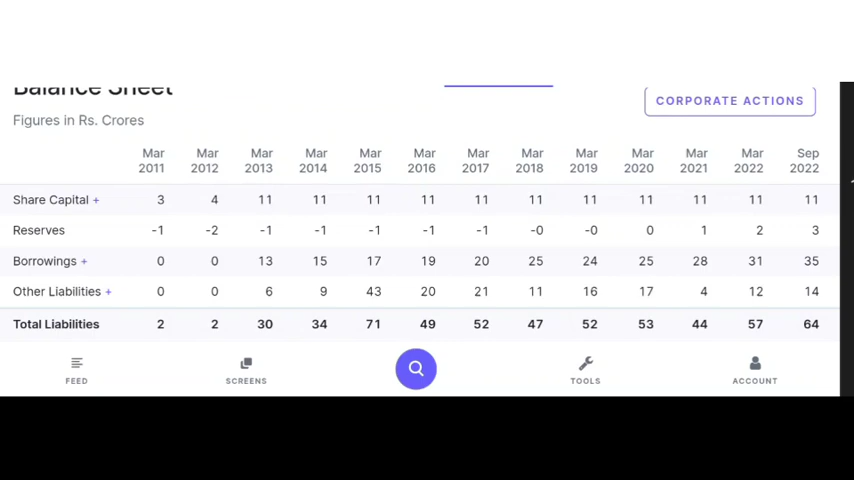 Balance Sheet
CORPORATE ACTIONS
Figures in Rs. Crores
Mar 2011 Mar 2012 Mar 2013 Mar 2014 Mar 2015 Mar 2016 Mar 2017 Mar 2018 Mar 2019 Mar 2020 Mar 2021 Mar 2022 Sep 2022
Share Capital + 3 4 11 11 11 11 11 11 11 11 11 11 11
Reserves -1 -2 -1 -1 -1 -1 -1 -0 -0 0 1 2 3
Borrowings + 0 0 13 15 17 19 20 25 24 25 28 31 35
Other Liabilities + 0 0 6 9 43 20 21 11 16 17 4 12 14
Total Liabilities 2 2 30 34 71 49 52 47 52 53 44 57 64
FEED SCREENS TOOLS ACCOUNT